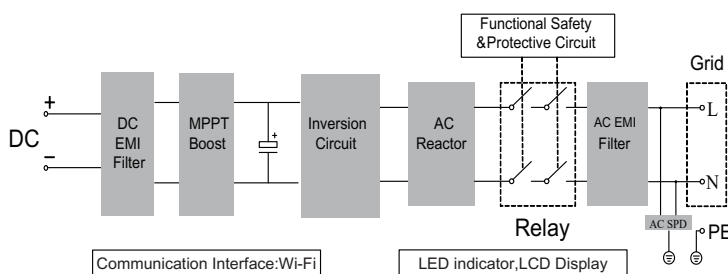 Functional Safety
&Protective Circuit
Grid
DC
+
−
DC
EMI
Filter
MPPT
Boost
+
Inversion
Circuit
AC
Reactor
Relay
AC EMI
Filter
L
N
AC SPD
PE
Communication Interface:Wi-Fi
LED indicator,LCD Display